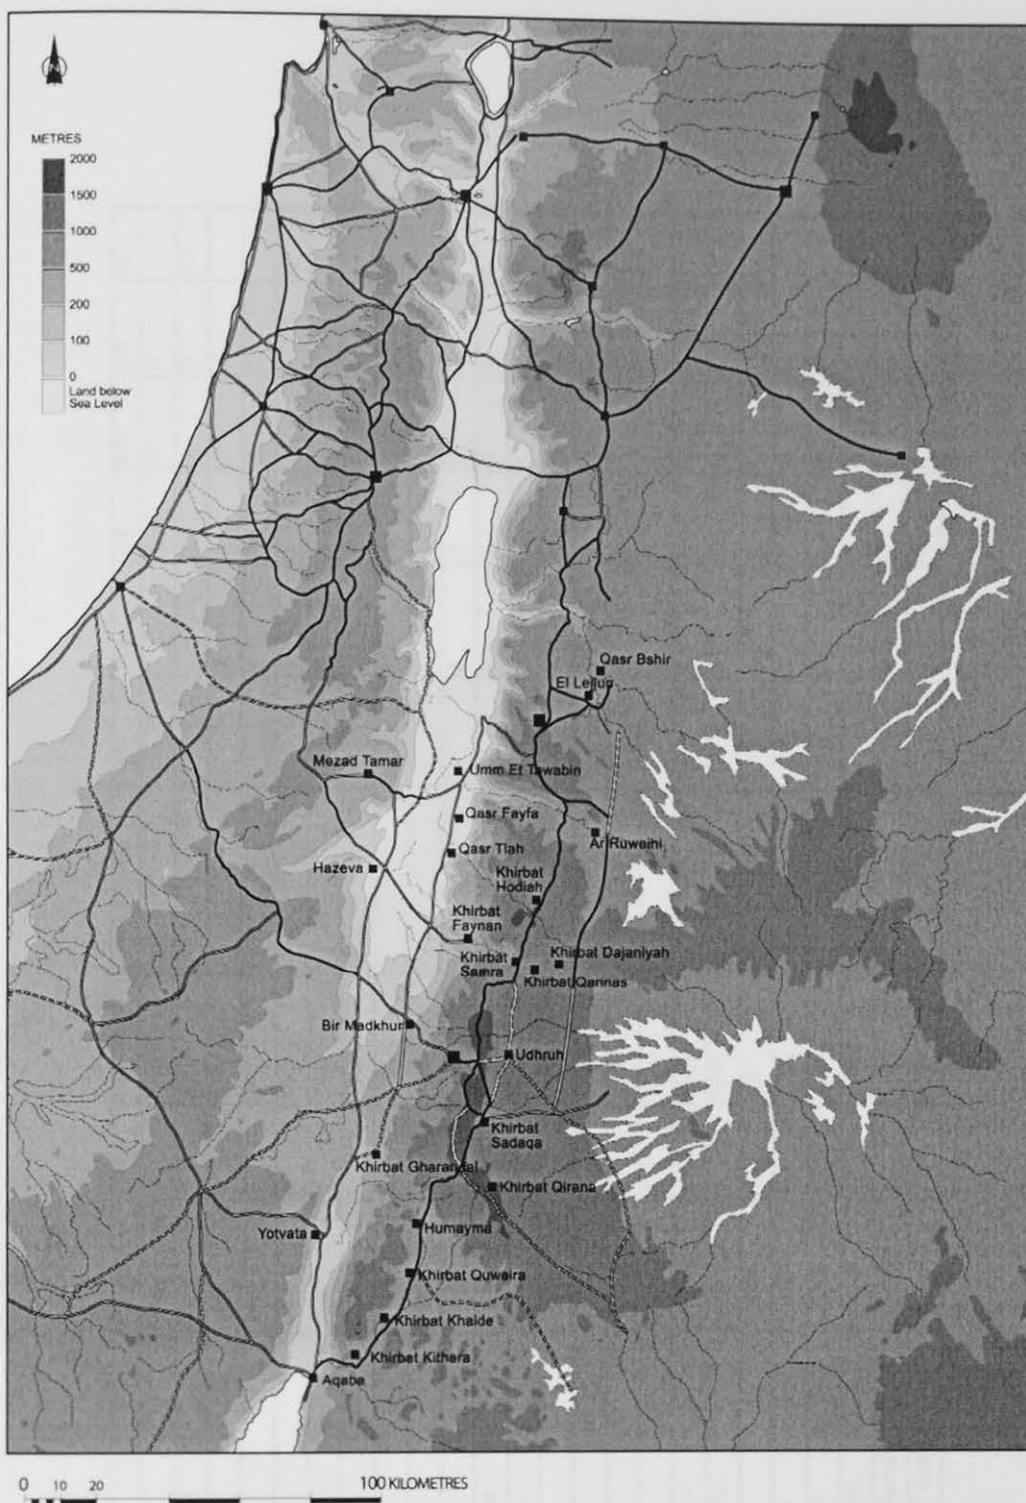 N
METRES
2000
1500
1000
500
200
100
0
Land below
Sea Level
Qasr Bshir
El Lejjun
Mezad Tamar
Umm Et Tawabin
Qasr Fayfa
Ar Ruweihi
Qasr Tlah
Hazeva
Khirbat
Hodiah
Khirbat
Faynan
Khirbat
Samra
Khirbat Dajaniyah
Khirbat Qannas
Bir Madkhur
Udhruh
Khirbat
Sadaqa
Khirbat Gharandal
Khirbat Qirana
Yotvata
Humayma
Khirbat Quweira
Khirbat Khalde
Khirbat Kithara
Aqaba
0 10 20 100 KILOMETRES